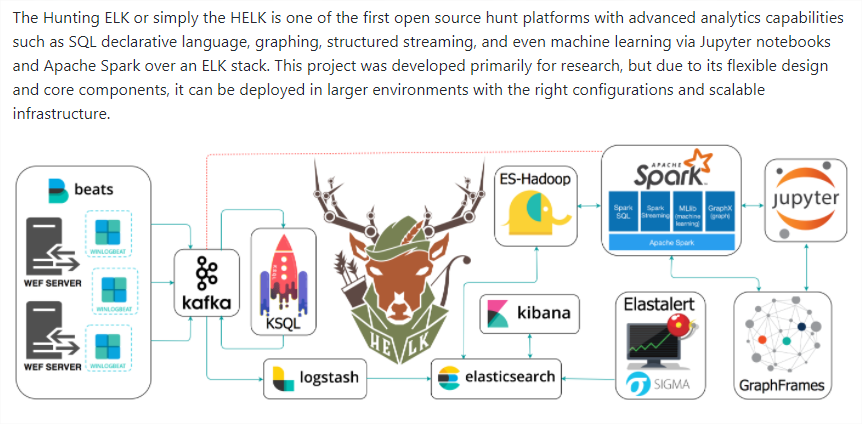 The Hunting ELK or simply the HELK is one of the first open source hunt platforms with advanced analytics capabilities
such as SQL declarative language, graphing, structured streaming, and even machine learning via Jupyter notebooks
and Apache Spark over an ELK stack. This project was developed primarily for research, but due to its flexible design
and core components, it can be deployed in larger environments with the right configurations and scalable
infrastructure.
beats
WINLOGBEAT
WEF SERVER
WINLOGBEAT
WEF SERVER
WINLOGBEAT
kafka
KSQL
HELK
logstash
ES-Hadoop
kibana
elasticsearch
APACHE
Spark
Spark
SQL
Spark
Streaming
MLlib
(machine
learning)
GraphX
(graph)
Apache Spark
jupyter
Elastalert
SIGMA
GraphFrames